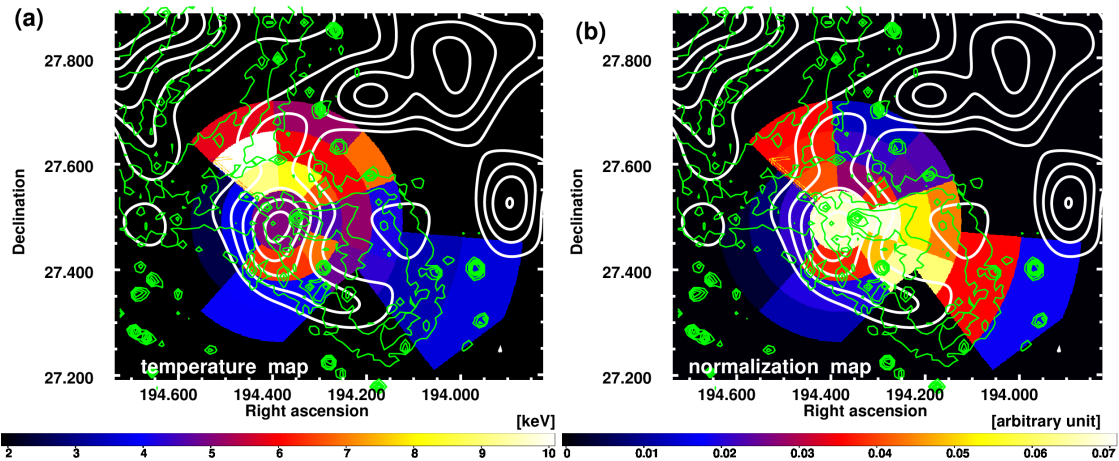 (a)
27.800
27.600
27.400
27.200
Declination
temperature map
194.600 194.400 194.200 194.000
Right ascension
[keV]
2 3 4 5 6 7 8 9 10
(b)
27.800
27.600
27.400
27.200
Declination
normalization map
194.600 194.400 194.200 194.000
Right ascension
[arbitrary unit]
0 0.01 0.02 0.03 0.04 0.05 0.06 0.07